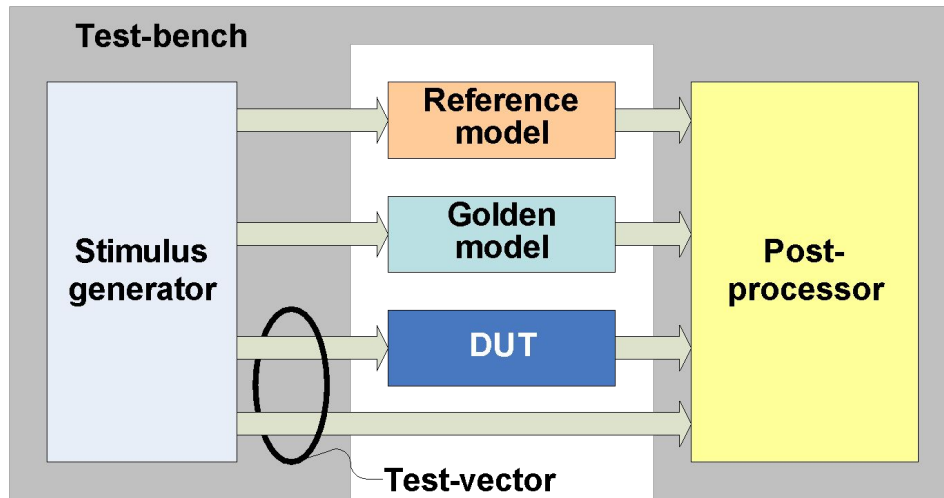 Test-bench
Stimulus
generator
Reference
model
Golden
model
DUT
Post-
processor
Test-vector